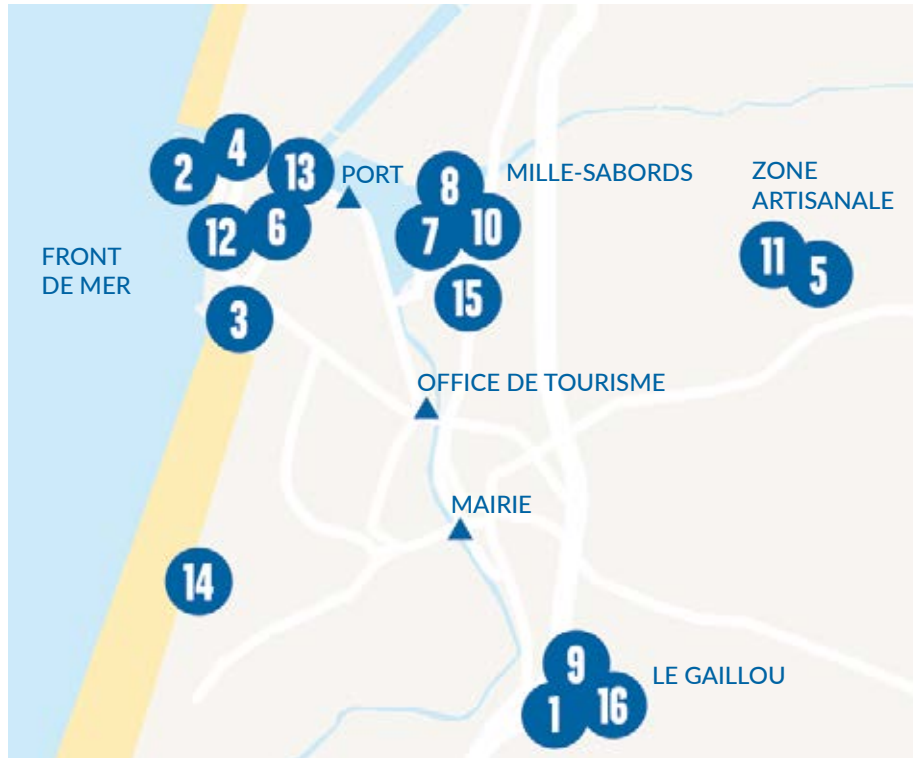 4
2
13
PORT
8
MILLE-SABORDS
ZONE
ARTISANALE
12
6
7
10
FRONT
DE MER
11
5
3
15
OFFICE DE TOURISME
MAIRIE
14
9
LE GAILLOU
1
16